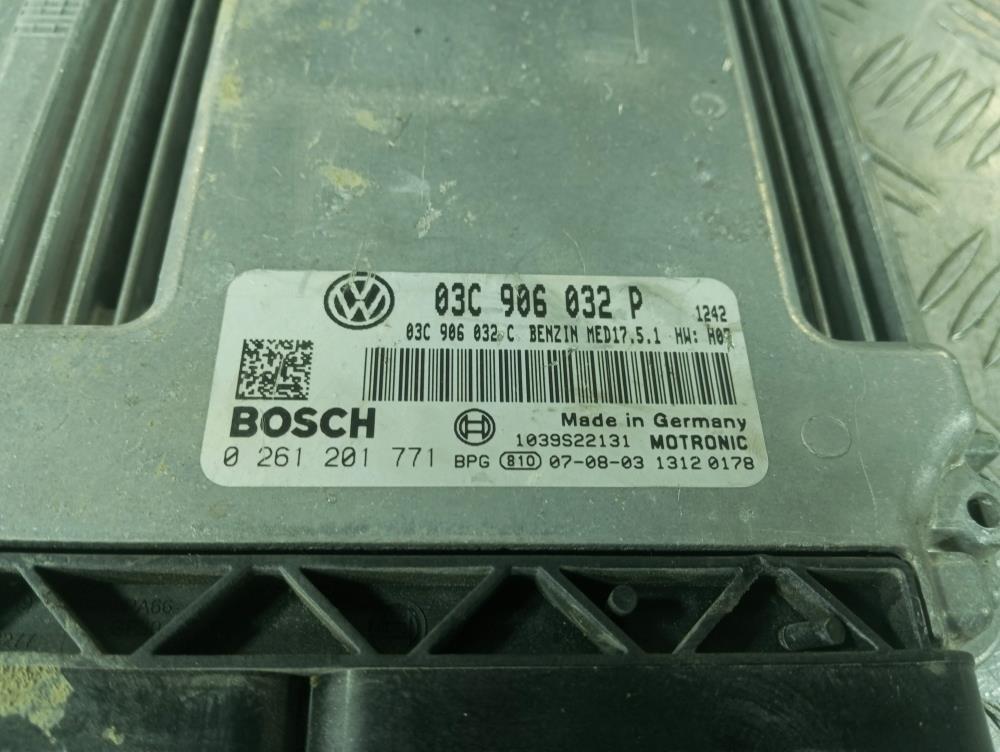 03C 906 032 P 1242
03C 906 032 C BENZIN MED17.5.1 HW: H07
BOSCH Made in Germany
1039S22131 MOTRONIC
0 261 201 771 BPG 810 07-08-03 1312 0178